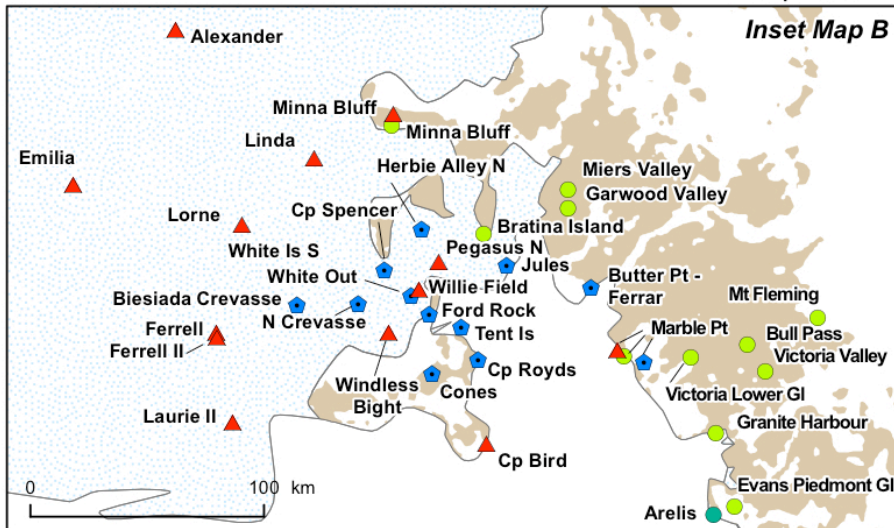 Inset Map B
Alexander
Minna Bluff
Minna Bluff
Linda
Herbie Alley N
Emilia
Miers Valley
Garwood Valley
Cp Spencer
Lorne
Bratina Island
White Is S
Pegasus N
Jules
White Out
Willie Field
Butter Pt -
Ferrar
Biesiada Crevasse
N Crevasse
Ford Rock
Mt Fleming
Ferrell
Ferrell II
Tent Is
Marble Pt
Bull Pass
Victoria Valley
Windless
Bight
Cones
Cp Royds
Victoria Lower Gl
Laurie II
Granite Harbour
Cp Bird
Evans Piedmont Gl
0 100 km
Arelis